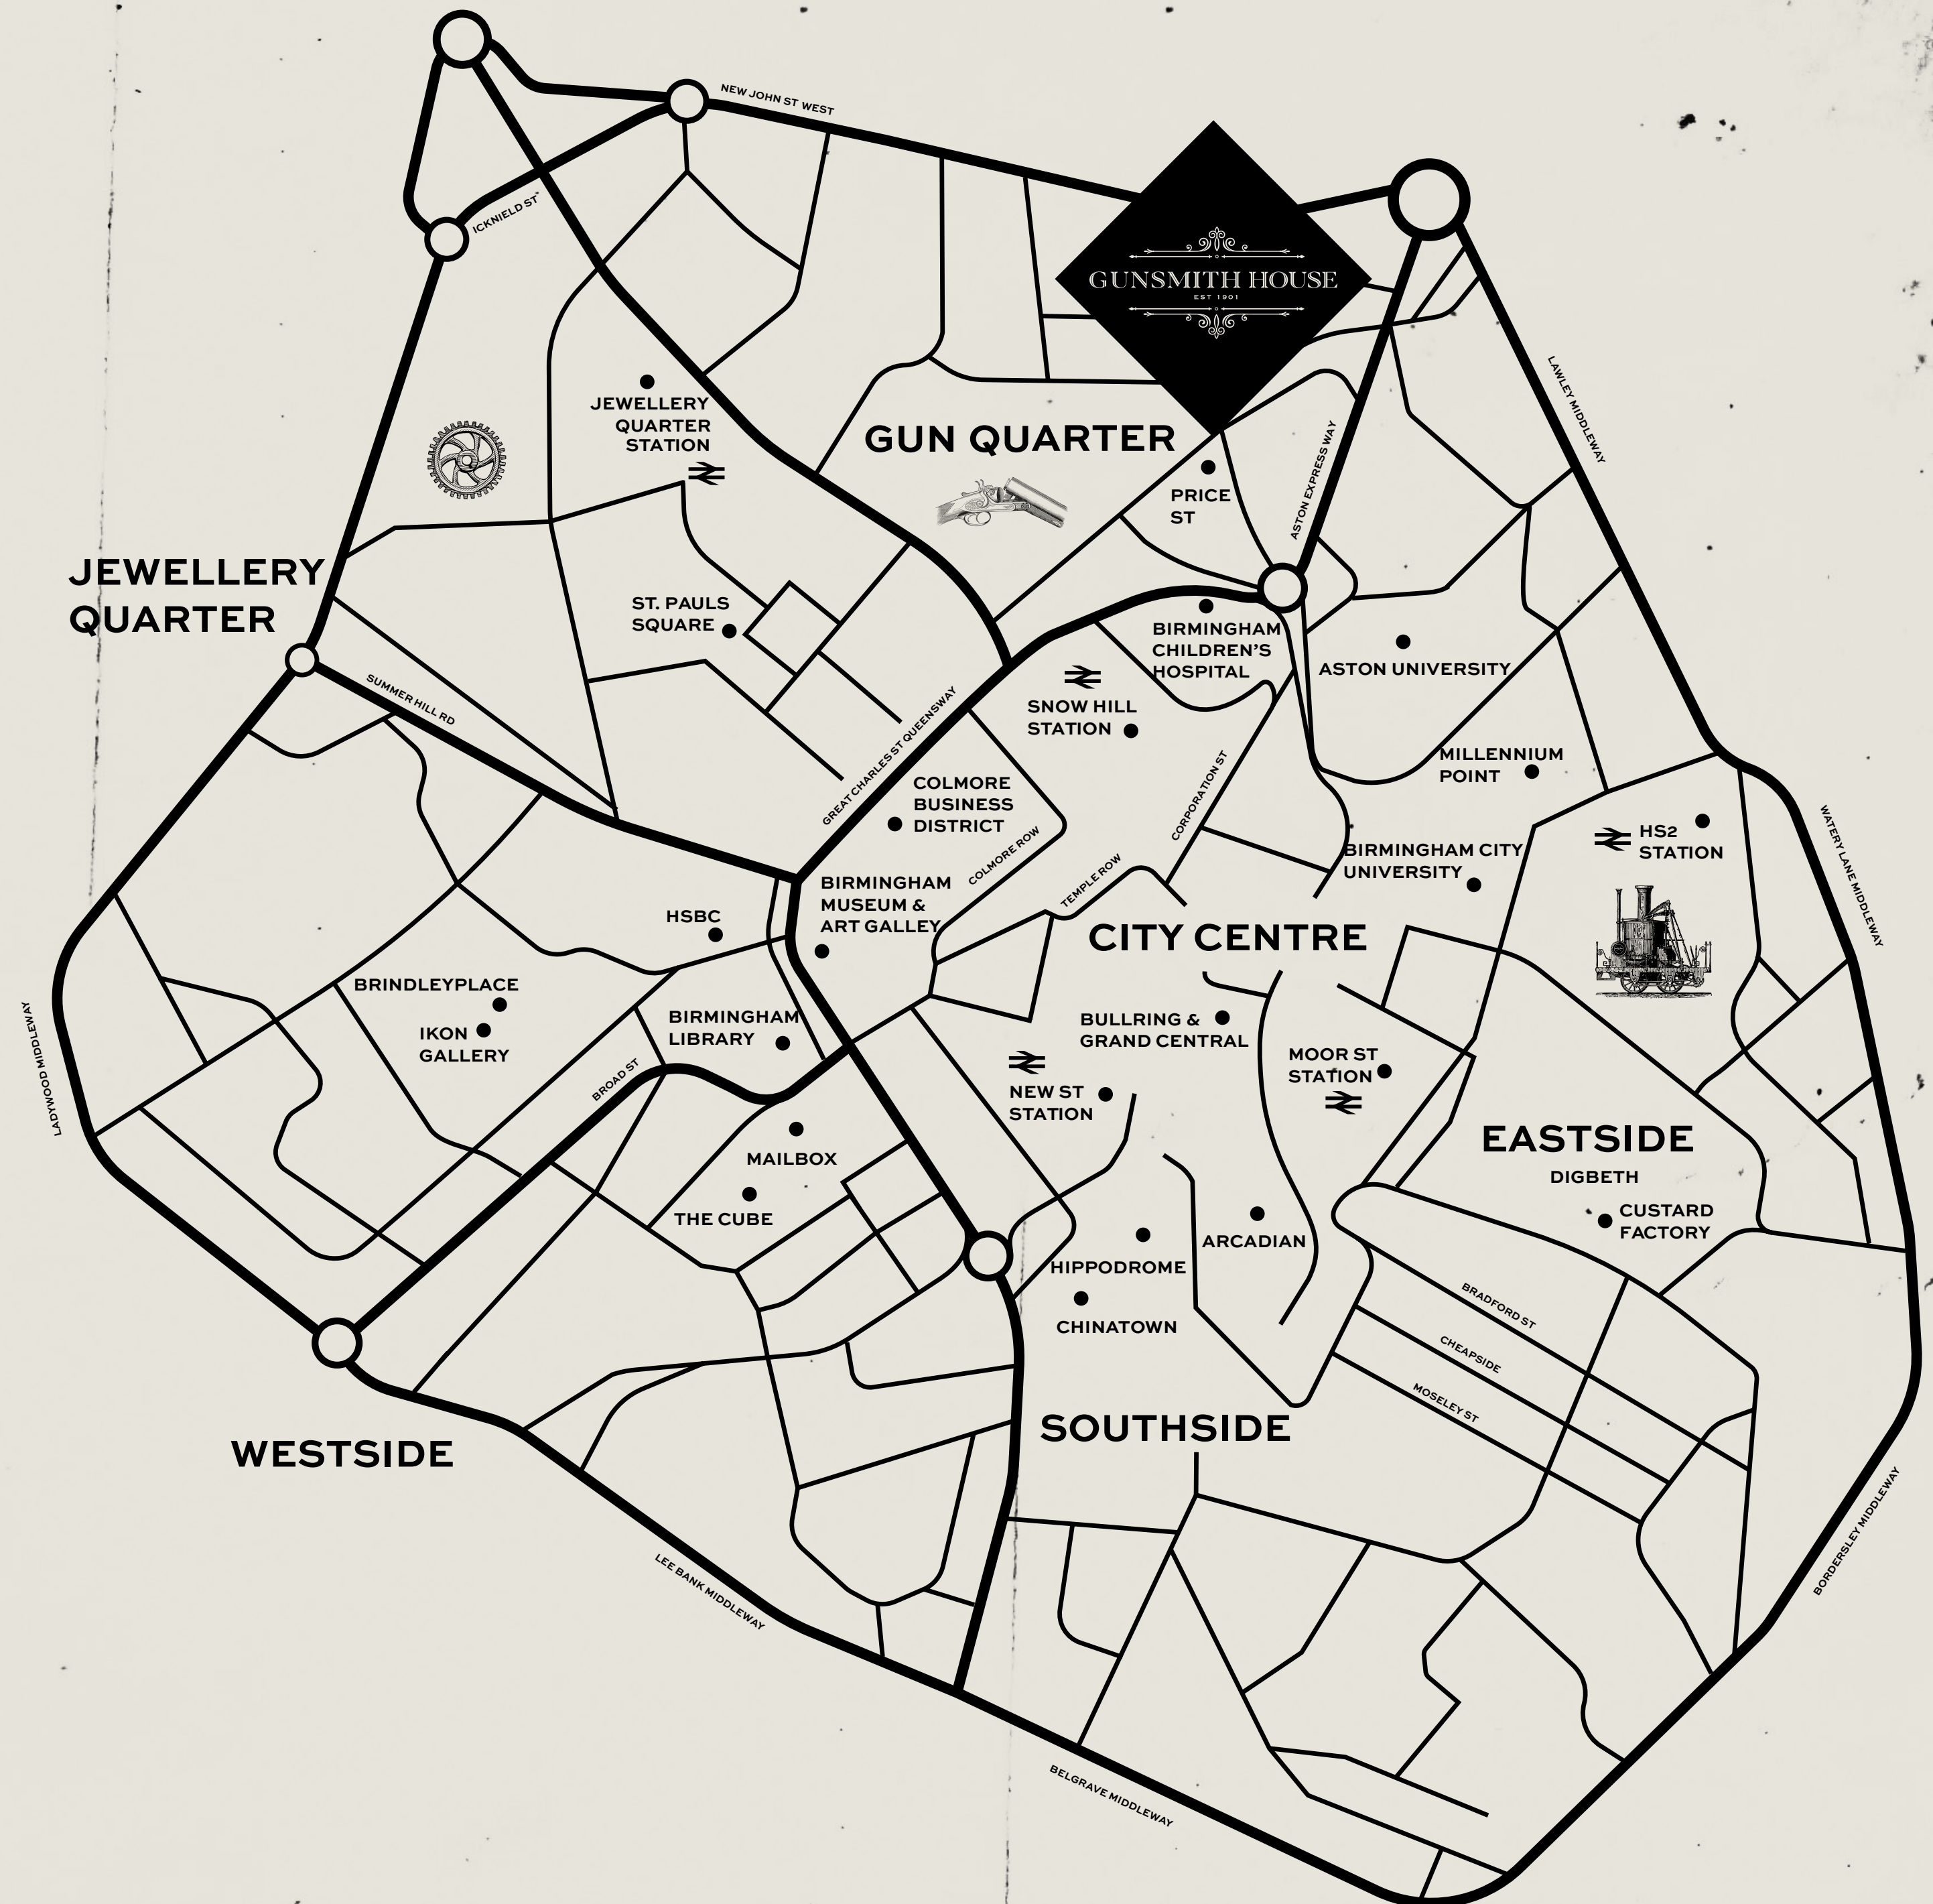 NEW JOHN ST WEST
ICKNIELD ST
GUNSMITH HOUSE
EST 1901
LAWLEY MIDDLEWAY
JEWELLERY
QUARTER
STATION
GUN QUARTER
PRICE
ST
ASTON EXPRESS WAY
JEWELLERY
QUARTER
ST. PAULS
SQUARE
BIRMINGHAM
CHILDREN'S
HOSPITAL
ASTON UNIVERSITY
SUMMER HILL RD
GREAT CHARLES ST QUEENSWAY
SNOW HILL
STATION
MILLENNIUM
POINT
COLMORE
BUSINESS
DISTRICT
CORPORATION ST
HS2
STATION
WATERY LANE MIDDLEWAY
COLMORE ROW
TEMPLE ROW
BIRMINGHAM CITY
UNIVERSITY
BIRMINGHAM
MUSEUM &
ART GALLEY
HSBC
CITY CENTRE
BRINDLEYPLACE
IKON
GALLERY
BIRMINGHAM
LIBRARY
BULLRING &
GRAND CENTRAL
LADYWOOD MIDDLEWAY
BROAD ST
NEW ST
STATION
MOOR ST
STATION
EASTSIDE
DIGBETH
MAILBOX
THE CUBE
CUSTARD
FACTORY
ARCADIAN
HIPPODROME
CHINATOWN
BRADFORD ST
CHEAPSIDE
MOSELEY ST
SOUTHSIDE
WESTSIDE
LEE BANK MIDDLEWAY
BORDERSLEY MIDDLEWAY
BELGRAVE MIDDLEWAY